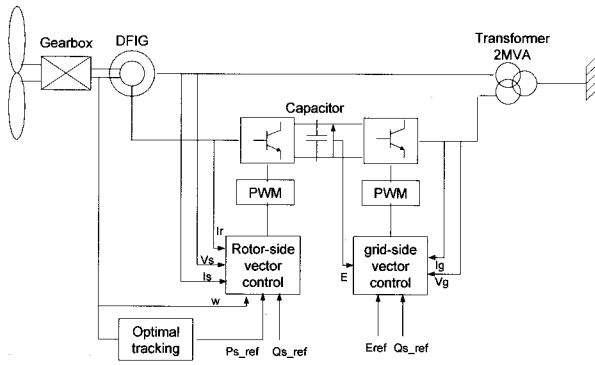 Gearbox
DFIG
Transformer
2MVA
Capacitor
PWM
PWM
Ir
Vs
Is
w
Rotor-side
vector
control
E
grid-side
vector
control
Ig
Vg
Optimal
tracking
Ps_ref
Qs_ref
Eref
Qs_ref